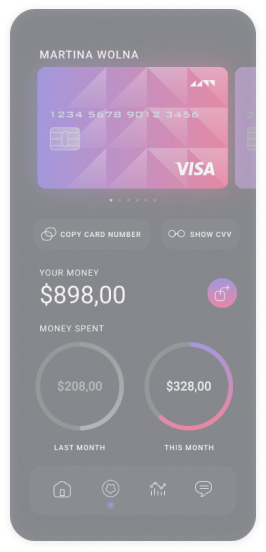 MARTINA WOLNA
1234 5678 9012 3456
VISA
COPY CARD NUMBER
SHOW CVV
YOUR MONEY
$898,00
MONEY SPENT
$208,00
$328,00
LAST MONTH
THIS MONTH